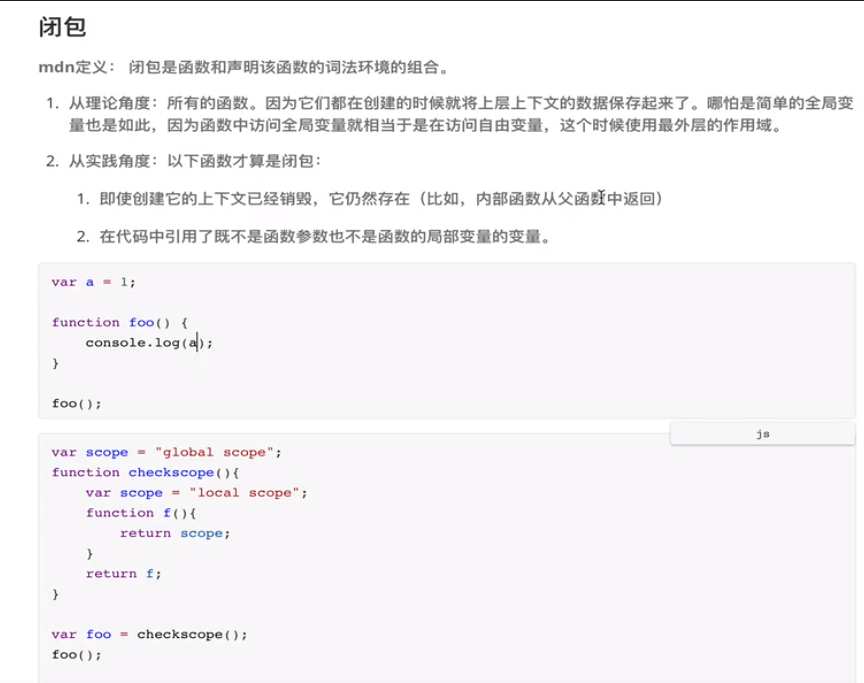 闭包
mdn定义： 闭包是函数和声明该函数的词法环境的组合。
1. 从理论角度：所有的函数。因为它们都在创建的时候就将上层上下文的数据保存起来了。哪怕是简单的全局变
量也是如此，因为函数中访问全局变量就相当于是在访问自由变量，这个时候使用最外层的作用域。
2. 从实践角度：以下函数才算是闭包：
1. 即使创建它的上下文已经销毁，它仍然存在（比如，内部函数从父函数中返回）
2. 在代码中引用了既不是函数参数也不是函数的局部变量的变量。
var a = 1;
function foo() {
    console.log(a);
}
foo();
js
var scope = "global scope";
function checkscope(){
    var scope = "local scope";
    function f(){
        return scope;
    }
    return f;
}
var foo = checkscope();
foo();